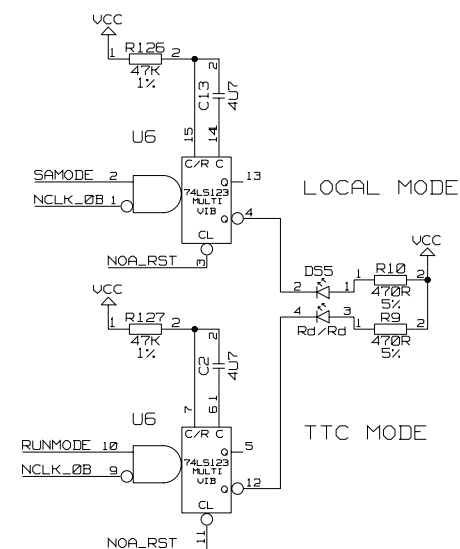 VCC
1 R126 2
47K
1%
C13
2
4U7
U6
15
14
C/R C
SAMODE 2
NCLK_0B 1
Q 13
74LS123
MULTI
VIB
Q 4
CL
3
NOA_RST
LOCAL MODE
VCC
DS5
2 1
1 R10 2
470R
5%
4 3
Rd/Rd
1 R9 2
470R
5%
VCC
1 R127 2
47K
1%
C2
2
4U7
1
U6
7
6
C/R C
TTC MODE
RUNMODE 10
NCLK_0B 9
Q 5
74LS123
MULTI
VIB
Q 12
CL
11
NOA_RST